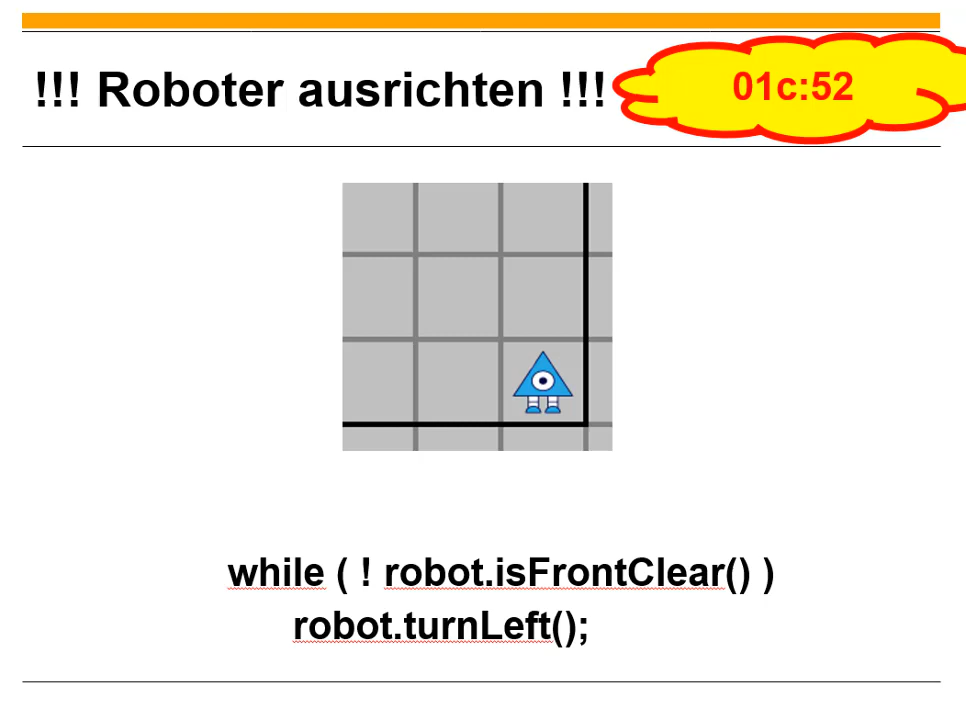 !!! Roboter ausrichten !!!
01c:52
while ( ! robot.isFrontClear() )
robot.turnLeft();